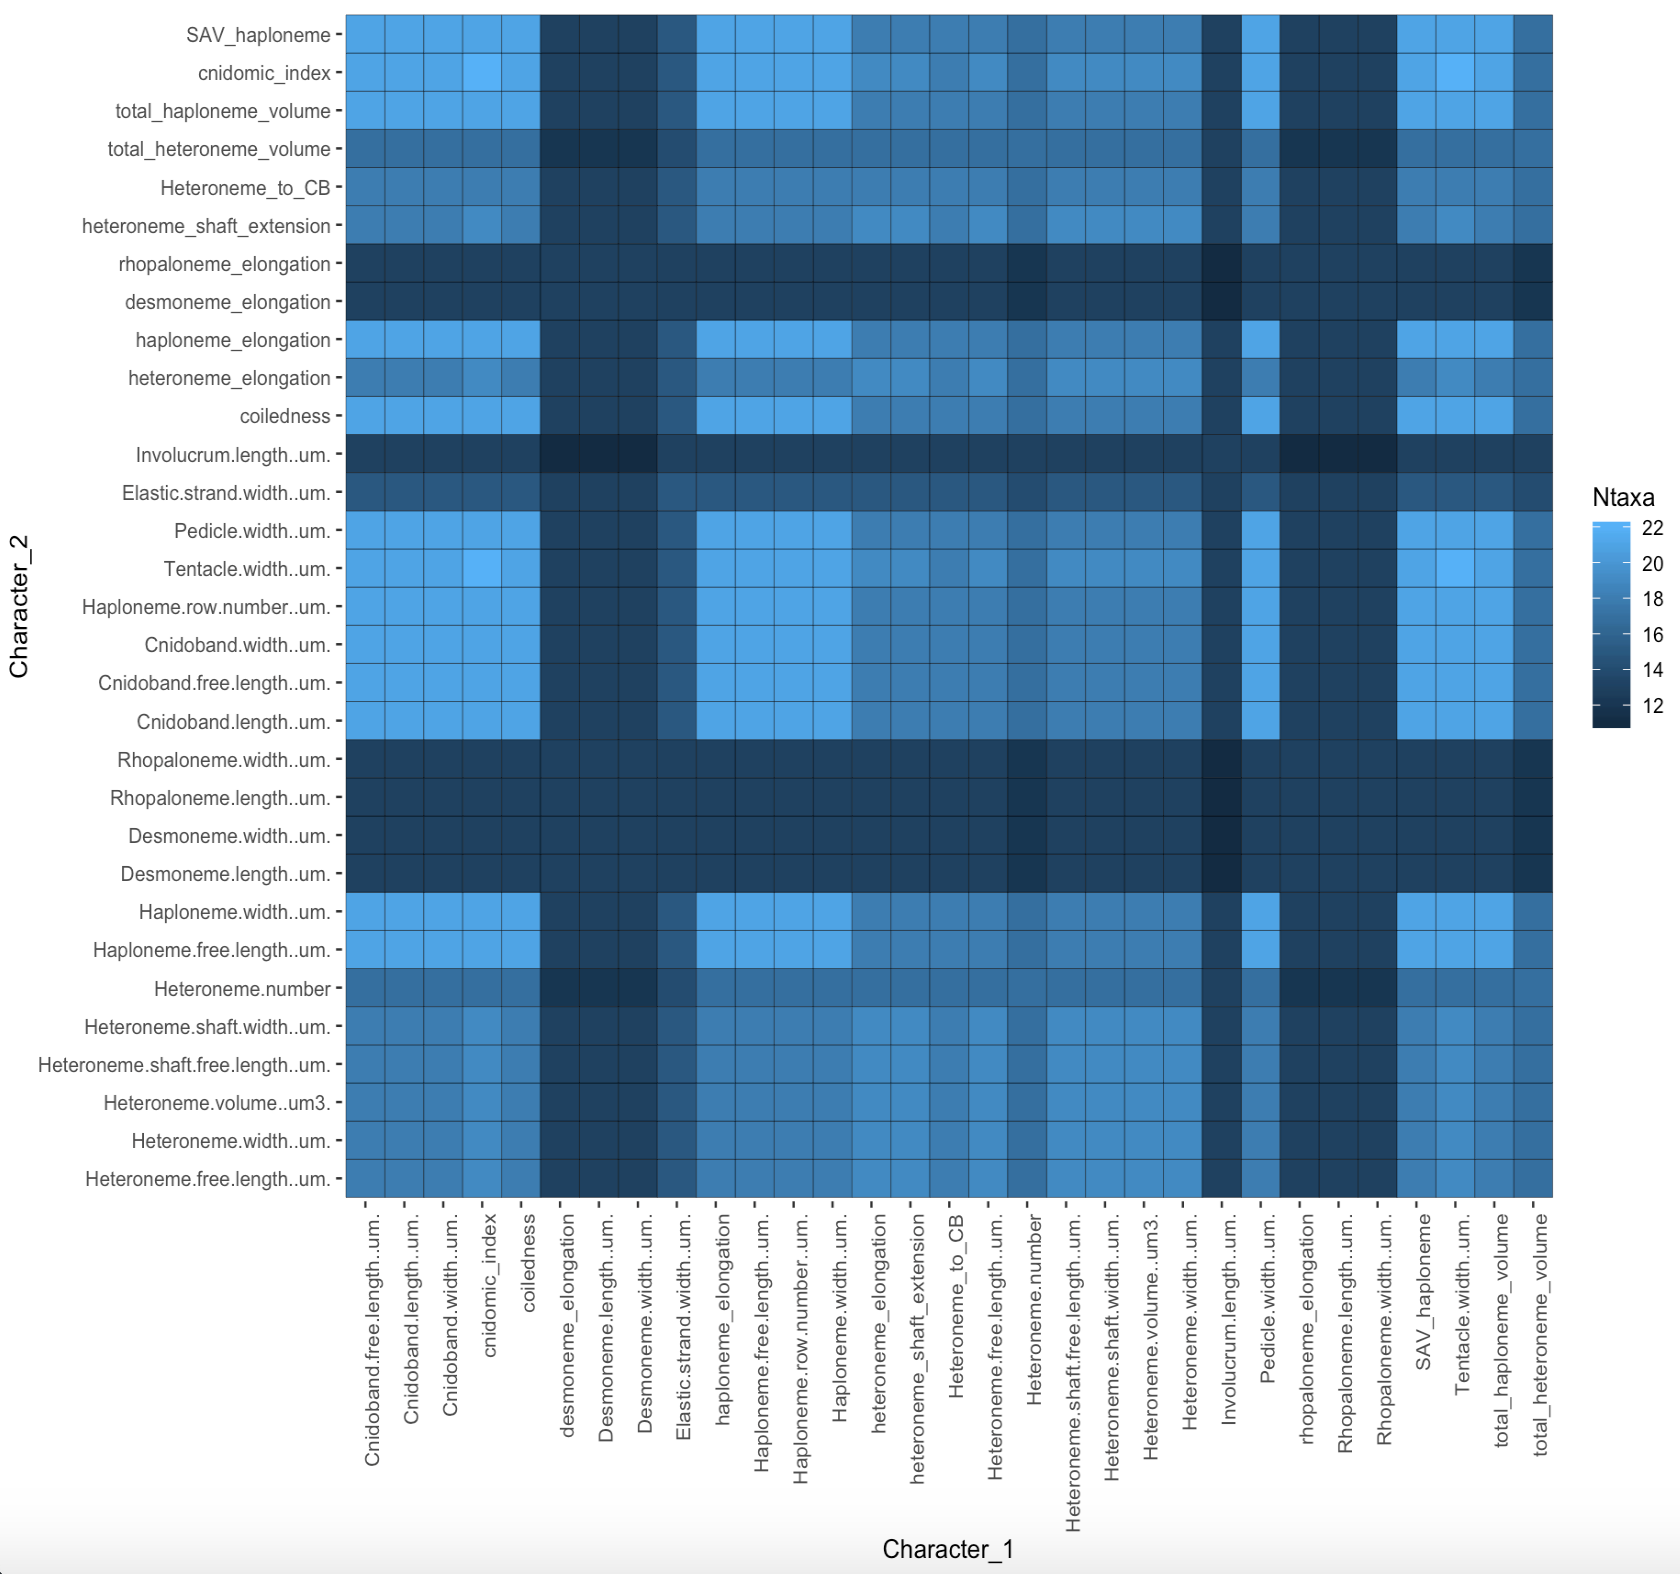 SAV_haploneme
cnidomic_index
total_haploneme_volume
total_heteroneme_volume
Heteroneme_to_CB
heteroneme_shaft_extension
rhopaloneme_elongation
desmoneme_elongation
haploneme_elongation
heteroneme_elongation
coiledness
Involucrum.length..um.
Elastic.strand.width..um.
Pedicle.width..um.
Tentacle.width..um.
Haploneme.row.number..um.
Cnidoband.width..um.
Cnidoband.free.length..um.
Cnidoband.length..um.
Rhopaloneme.width..um.
Rhopaloneme.length..um.
Desmoneme.width..um.
Desmoneme.length..um.
Haploneme.width..um.
Haploneme.free.length..um.
Heteroneme.number
Heteroneme.shaft.width..um.
Heteroneme.shaft.free.length..um.
Heteroneme.volume..um3.
Heteroneme.width..um.
Heteroneme.free.length..um.
Character_2
Cnidoband.free.length..um.
Cnidoband.length..um.
Cnidoband.width..um.
cnidomic_index
coiledness
desmoneme_elongation
Desmoneme.length..um.
Desmoneme.width..um.
Elastic.strand.width..um.
haploneme_elongation
Haploneme.free.length..um.
Haploneme.row.number..um.
Haploneme.width..um.
heteroneme_elongation
heteroneme_shaft_extension
Heteroneme_to_CB
Heteroneme.free.length..um.
Heteroneme.number
Heteroneme.shaft.free.length..um.
Heteroneme.shaft.width..um.
Heteroneme.volume..um3.
Heteroneme.width..um.
Involucrum.length..um.
Pedicle.width..um.
rhopaloneme_elongation
Rhopaloneme.length..um.
Rhopaloneme.width..um.
SAV_haploneme
Tentacle.width..um.
total_haploneme_volume
total_heteroneme_volume
Character_1
Ntaxa
22
20
18
16
14
12